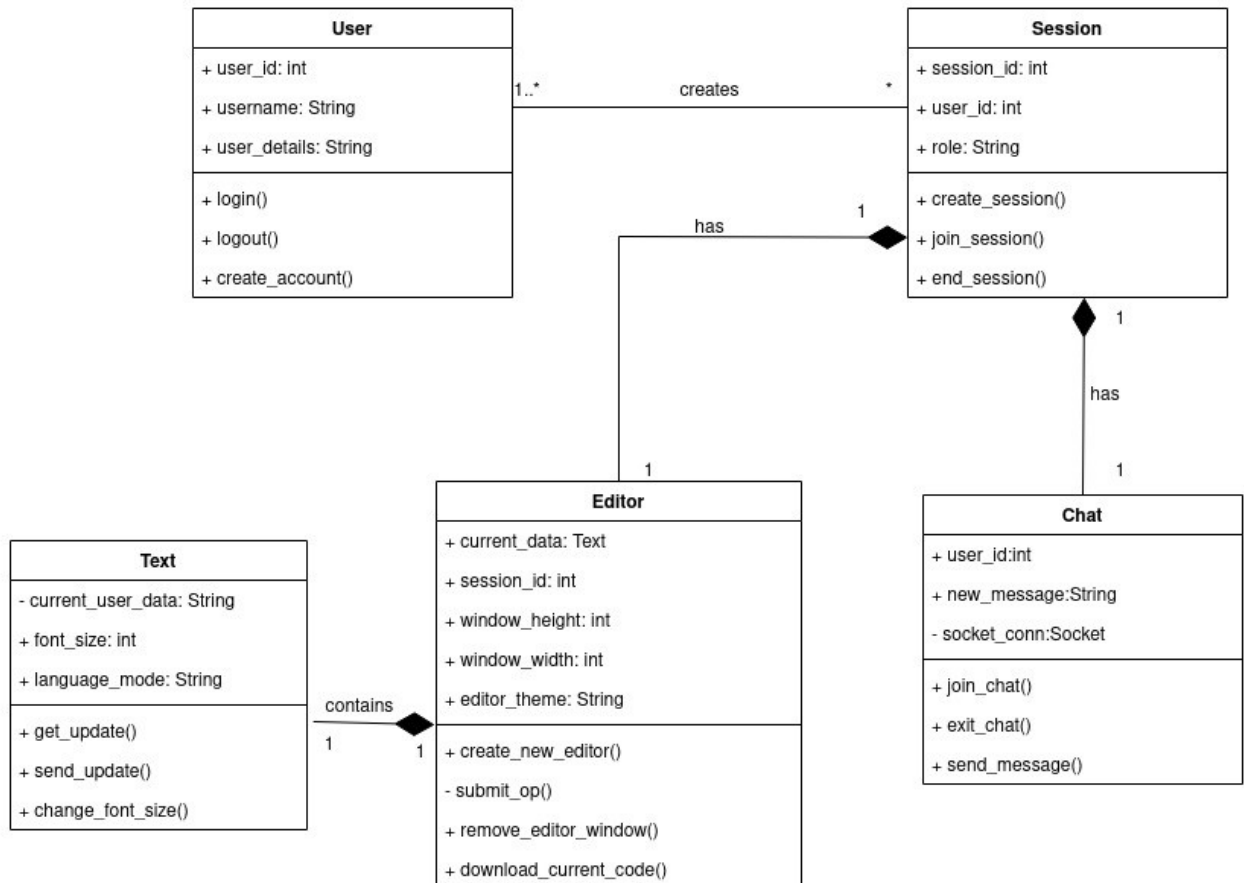 User
+ user_id: int
+ username: String
+ user_details: String
+ login()
+ logout()
+ create_account()
1..*
creates
*
Session
+ session_id: int
+ user_id: int
+ role: String
+ create_session()
+ join_session()
+ end_session()
1
has
1
1
has
1
Editor
+ current_data: Text
+ session_id: int
+ window_height: int
+ window_width: int
+ editor_theme: String
+ create_new_editor()
- submit_op()
+ remove_editor_window()
+ download_current_code()
Chat
+ user_id:int
+ new_message:String
- socket_conn:Socket
+ join_chat()
+ exit_chat()
+ send_message()
Text
- current_user_data: String
+ font_size: int
+ language_mode: String
+ get_update()
+ send_update()
+ change_font_size()
contains
1
1